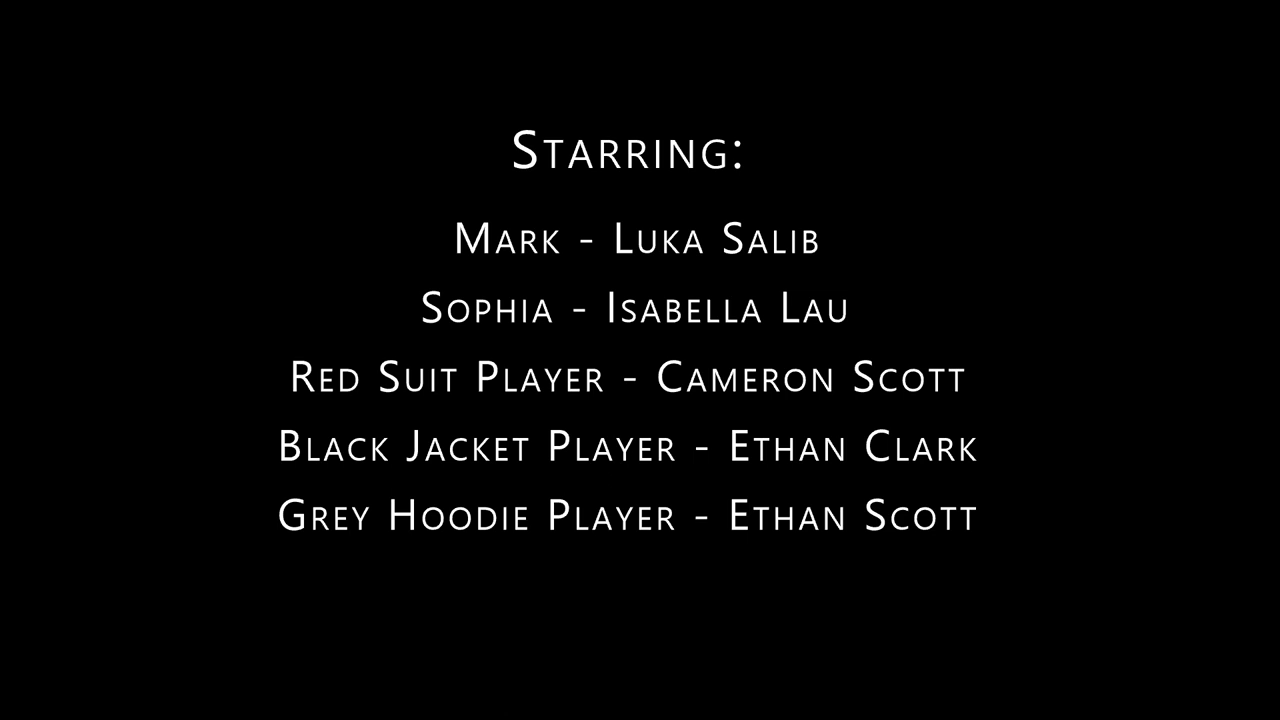 Starring:
Mark - Luka Salib
Sophia - Isabella Lau
Red Suit Player - Cameron Scott
Black Jacket Player - Ethan Clark
Grey Hoodie Player - Ethan Scott